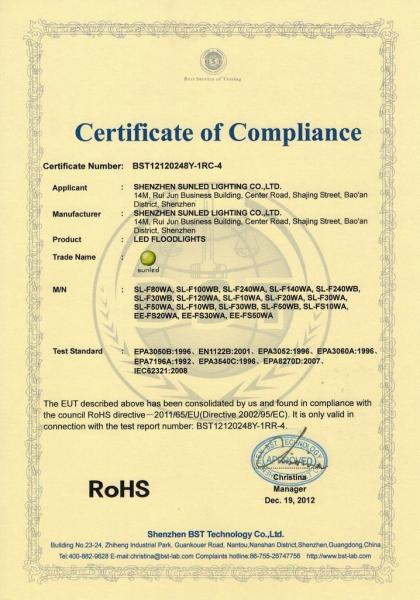 Best Service of Testing
Certificate of Compliance
Certificate Number: BST12120248Y-1RC-4
Applicant : SHENZHEN SUNLED LIGHTING CO.,LTD.
14M, Rui Jun Business Building, Center Road, Shajing Street, Bao'an
District, Shenzhen
Manufacturer : SHENZHEN SUNLED LIGHTING CO.,LTD.
14M, Rui Jun Business Building, Center Road, Shajing Street, Bao'an
District, Shenzhen
Product : LED FLOODLIGHTS
Trade Name :
sunled
M/N : SL-F80WA, SL-F100WB, SL-F240WA, SL-F140WA, SL-F240WB,
SL-F30WB, SL-F120WA, SL-F10WA, SL-F20WA, SL-F30WA,
SL-F50WA, SL-F10WB, SL-F30WB, SL-F50WB, SL-FS10WA,
EE-FS20WA, EE-FS30WA, EE-FS50WA
Test Standard : EPA3050B:1996、EN1122B:2001、EPA3052:1996、EPA3060A:1996、
EPA7196A:1992、EPA3540C:1996、EPA8270D:2007、
IEC62321:2008
The EUT described above has been consolidated by us and found in compliance with
the council RoHS directive－2011/65/EU(Directive 2002/95/EC). It is only valid in
connection with the test report number: BST12120248Y-1RR-4.
APPROVED
Christina
Manager
Dec. 19, 2012
RoHS
Shenzhen BST Technology Co.,Ltd.
Building No.23-24, Zhiheng Industrial Park, Guankouer Road, Nantou,Nanshan District,Shenzhen,Guangdong,China
Tel:400-882-9628 E-mail:christina@bst-lab.com Complaints hotline:86-755-26747756 http://www.bst-lab.com